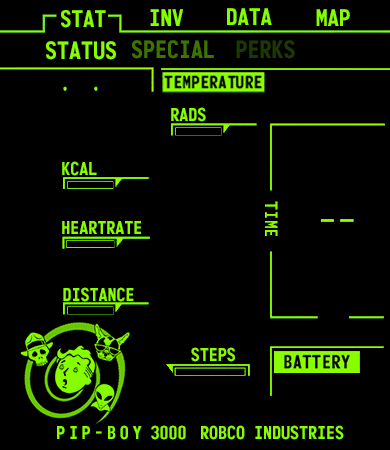 STAT INV DATA MAP
STATUS SPECIAL PERKS
. . TEMPERATURE
RADS
KCAL
TIME
-- 
HEARTRATE
DISTANCE
STEPS
BATTERY
PIP-BOY 3000 ROBCO INDUSTRIES